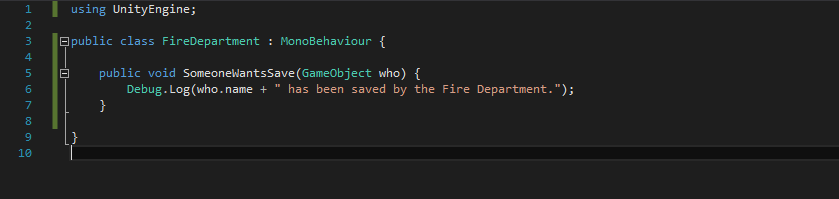 1 using UnityEngine;
2
3 public class FireDepartment : MonoBehaviour {
4
5 public void SomeoneWantsSave(GameObject who) {
6 Debug.Log(who.name + " has been saved by the Fire Department.");
7 }
8
9 }
10